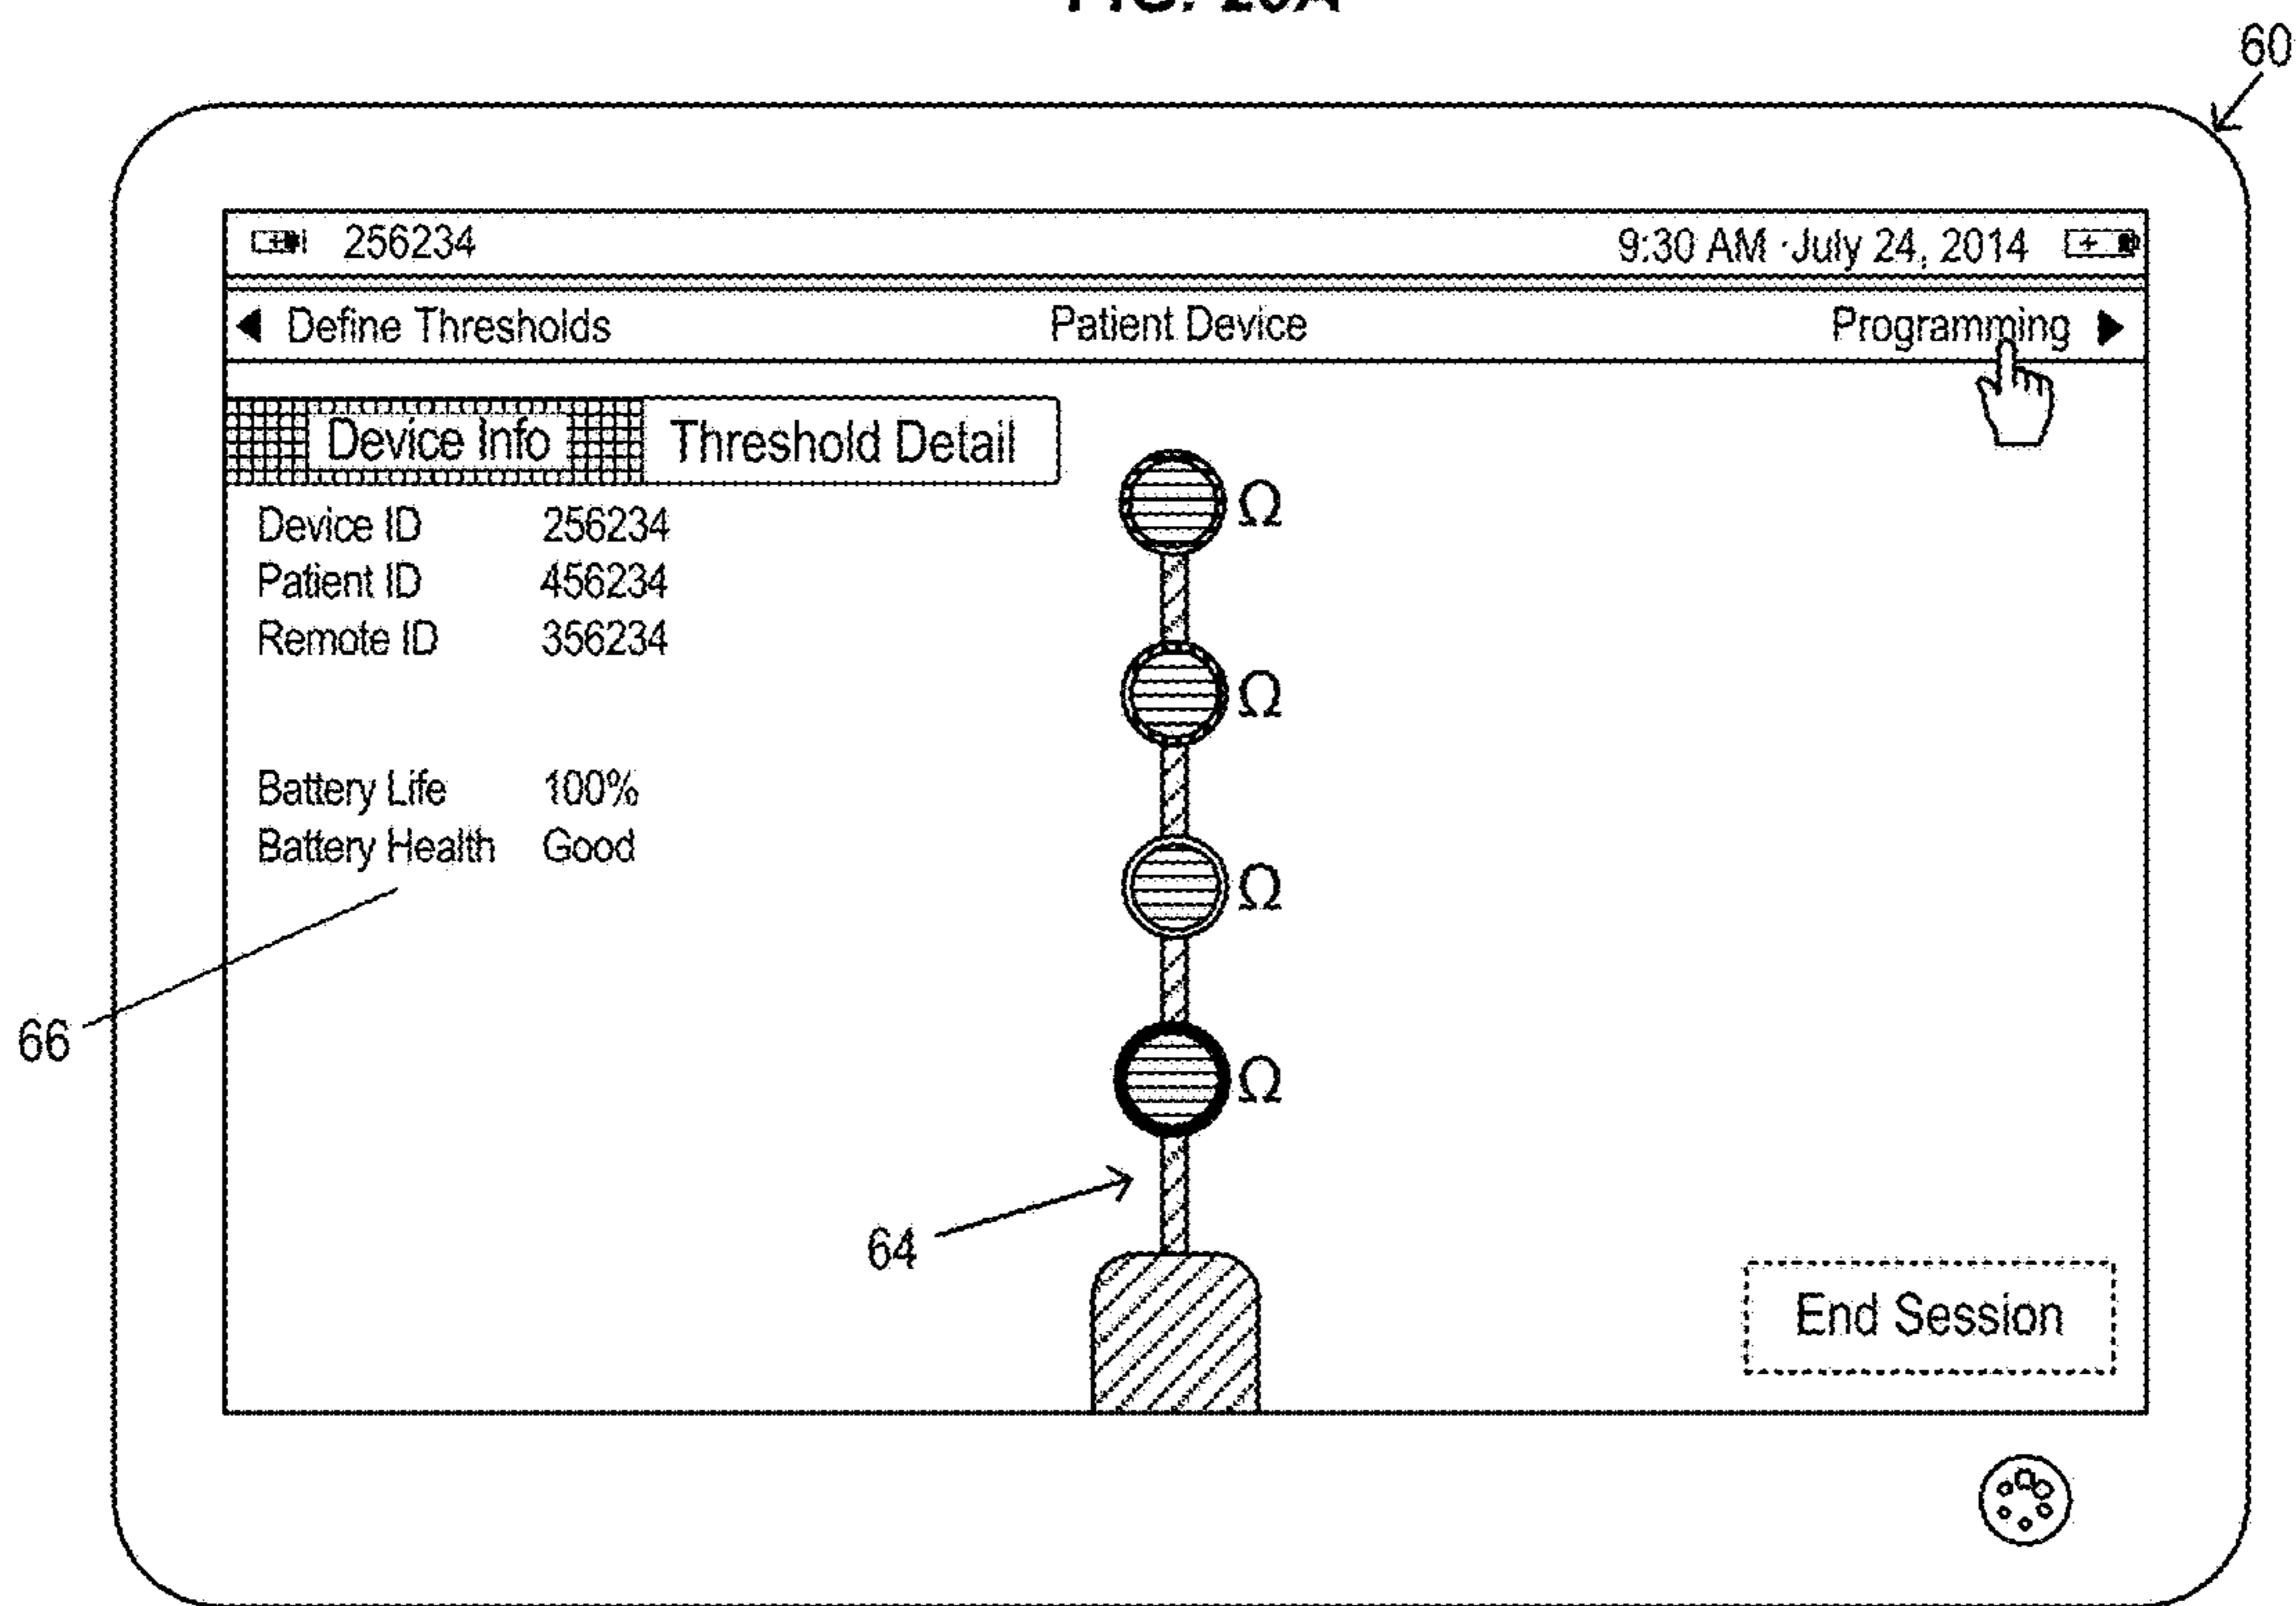 60
256234 9:30 AM July 24, 2014
Define Thresholds Patient Device Programming
Device Info Threshold Detail
Device ID 256234
Patient ID 456234
Remote ID 356234
Battery Life 100%
Battery Health Good
Ω
Ω
Ω
Ω
66
64
End Session